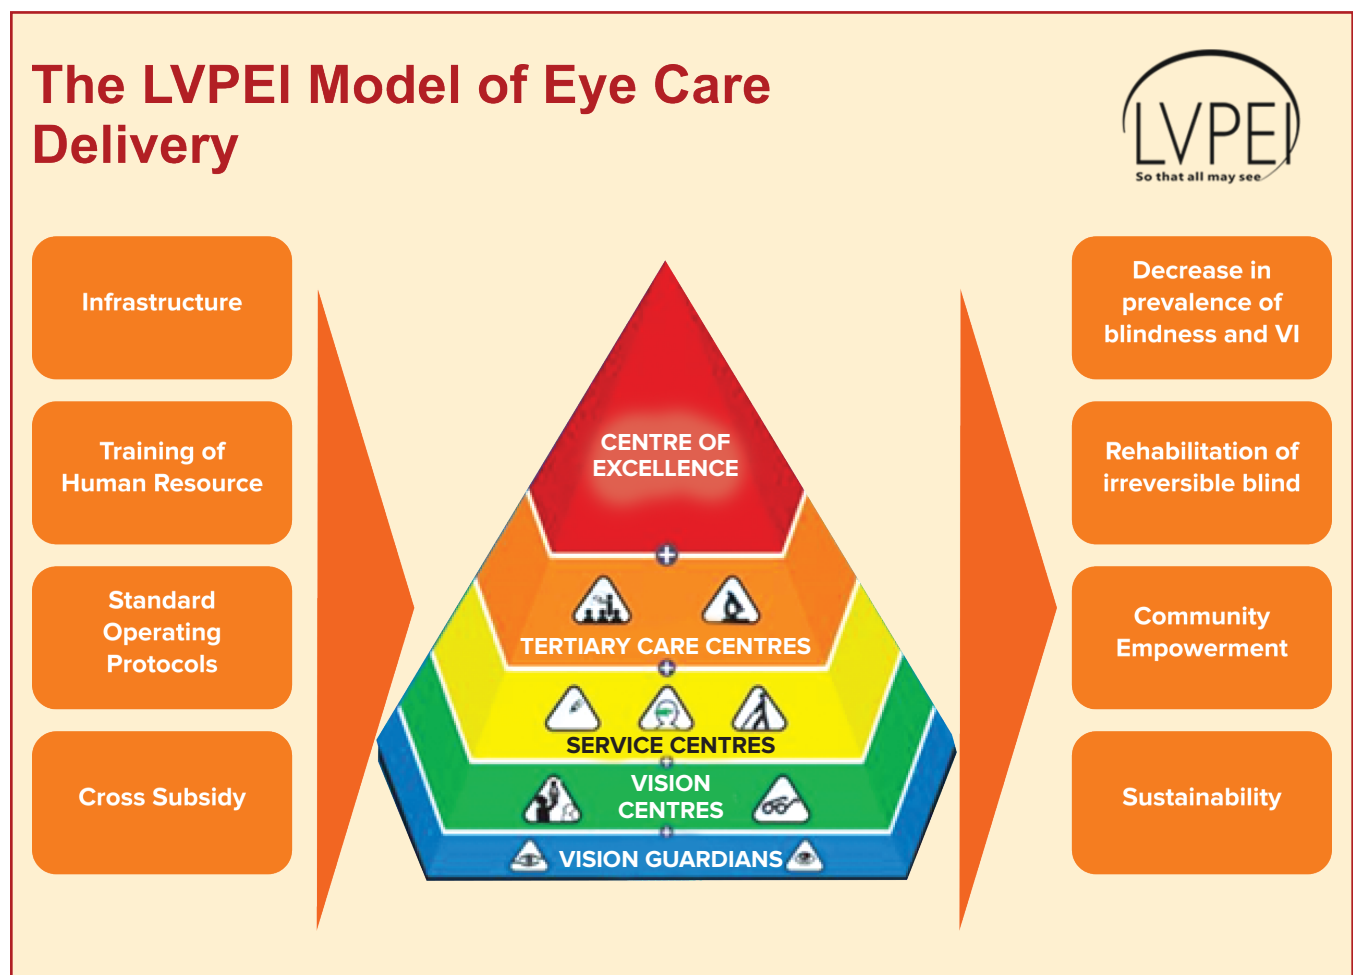 The LVPEI Model of Eye Care
Delivery
LVPEI
So that all may see
Infrastructure
Training of
Human Resource
Standard
Operating
Protocols
Cross Subsidy
CENTRE OF
EXCELLENCE
TERTIARY CARE CENTRES
SERVICE CENTRES
VISION
CENTRES
VISION GUARDIANS
Decrease in
prevalence of
blindness and VI
Rehabilitation of
irreversible blind
Community
Empowerment
Sustainability